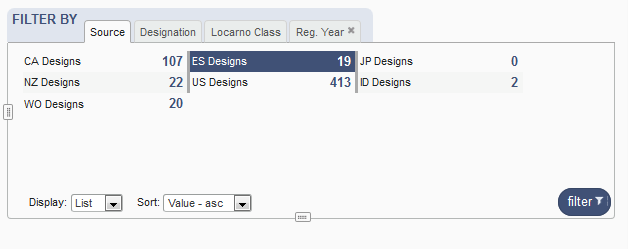 FILTER BY
Source Designation Locarno Class Reg. Year ×
CA Designs 107 ES Designs 19 JP Designs 0
NZ Designs 22 US Designs 413 ID Designs 2
WO Designs 20
Display: List Sort: Value - asc filter